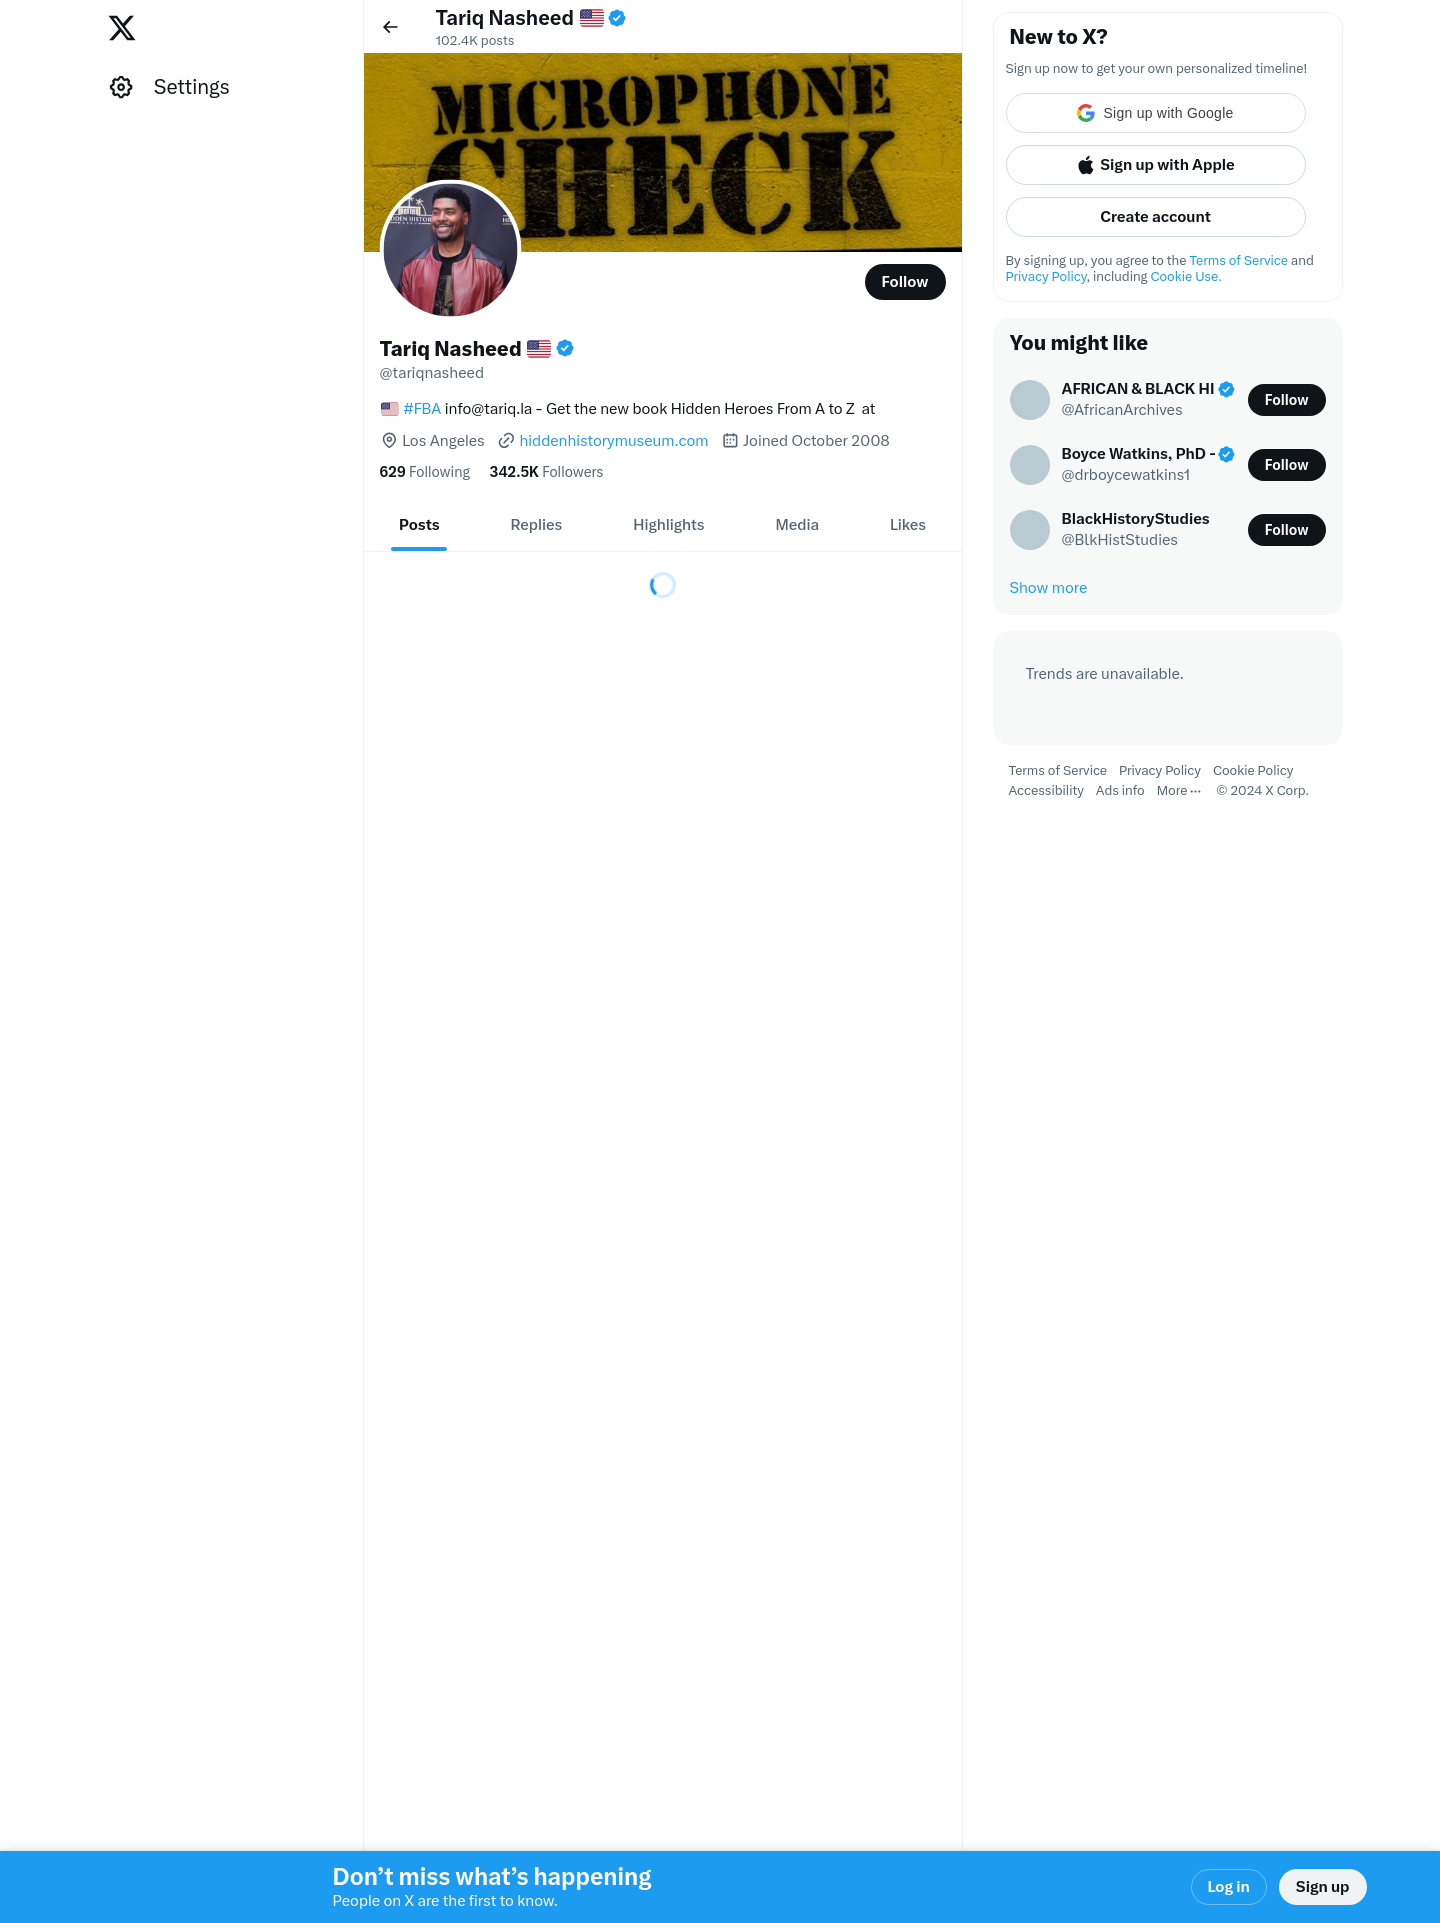 Settings
Tariq Nasheed
102.4K posts
MICROPHONE
CHECK
Follow
Tariq Nasheed
@tariqnasheed
#FBA info@tariq.la - Get the new book Hidden Heroes From A to Z at
Los Angeles hiddenhistorymuseum.com Joined October 2008
629 Following 342.5K Followers
Posts Replies Highlights Media Likes
New to X?
Sign up now to get your own personalized timeline!
Sign up with Google
Sign up with Apple
Create account
By signing up, you agree to the Terms of Service and
Privacy Policy, including Cookie Use.
You might like
AFRICAN & BLACK HI
@AfricanArchives
Follow
Boyce Watkins, PhD -
@drboycewatkins1
Follow
BlackHistoryStudies
@BlkHistStudies
Follow
Show more
Trends are unavailable.
Terms of Service Privacy Policy Cookie Policy
Accessibility Ads info More ··· © 2024 X Corp.
Don’t miss what’s happening
People on X are the first to know.
Log in
Sign up